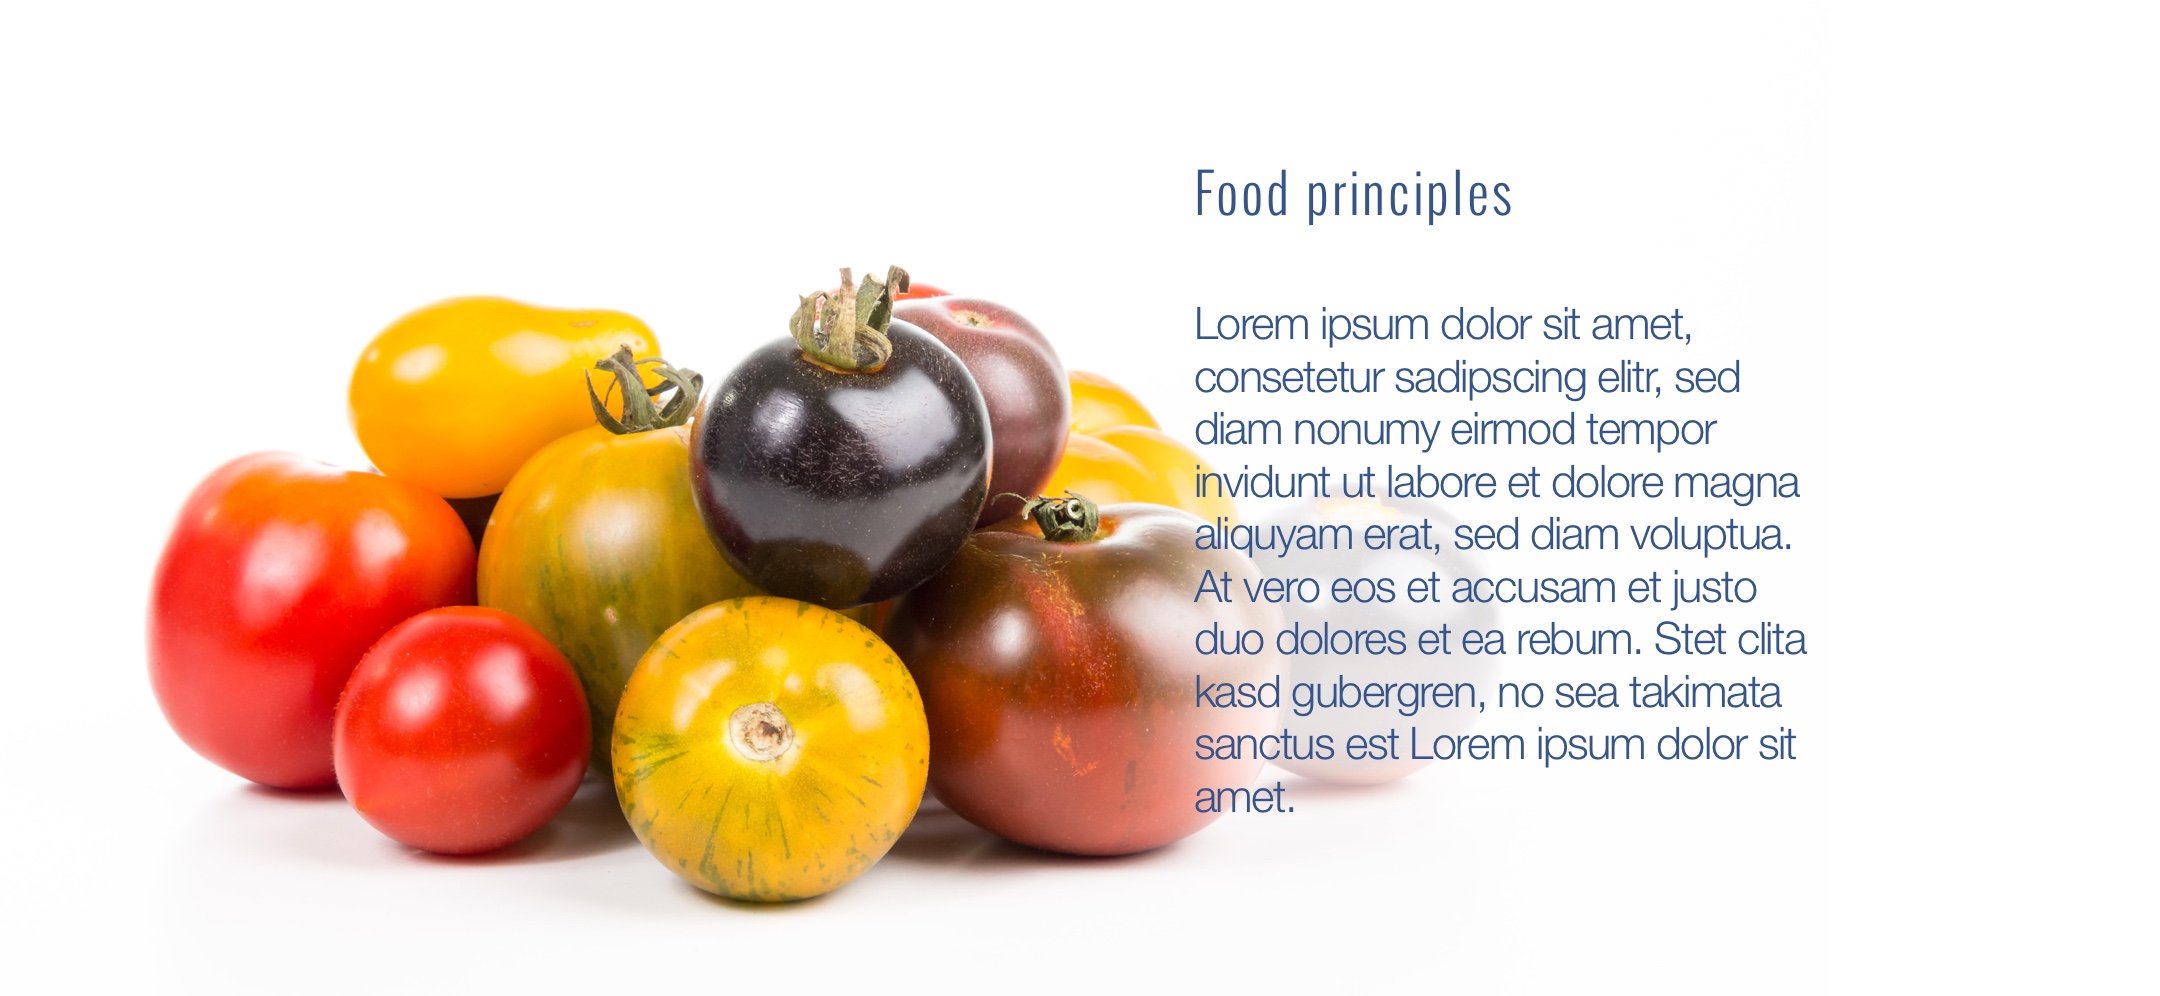 Food principles
Lorem ipsum dolor sit amet,
consetetur sadipscing elitr, sed
diam nonumy eirmod tempor
invidunt ut labore et dolore magna
aliquyam erat, sed diam voluptua.
At vero eos et accusam et justo
duo dolores et ea rebum. Stet clita
kasd gubergren, no sea takimata
sanctus est Lorem ipsum dolor sit
amet.